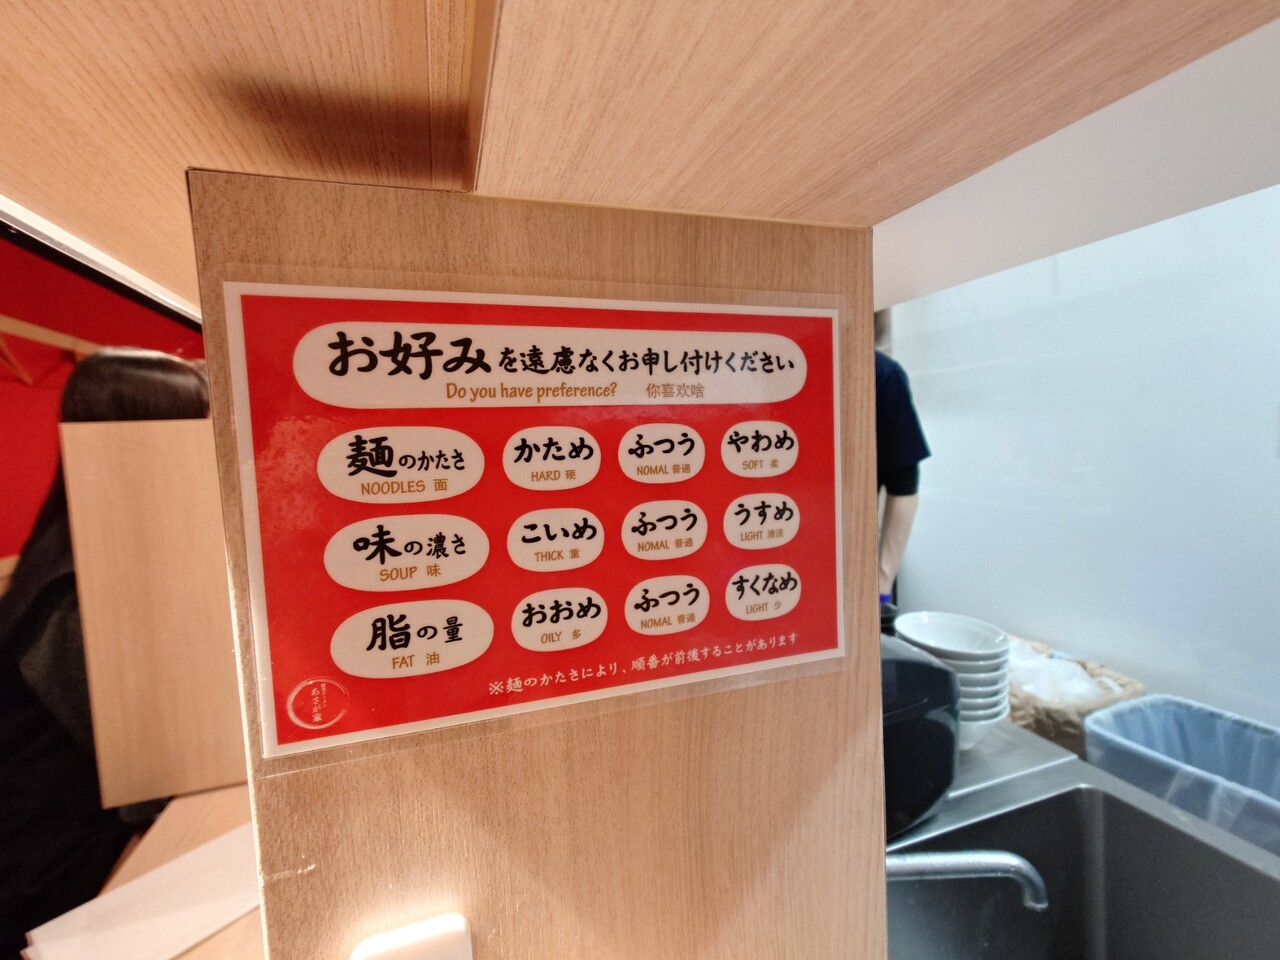 お好みを遠慮なくお申し付けください
Do you have preference? 你喜欢啥
麺のかたさ かため ふつう やわめ
NOODLES 面 HARD 硬 NOMAL 普通 SOFT 柔
味の濃さ こいめ ふつう うすめ
SOUP 味 THICK 重 NOMAL 普通 LIGHT 清淡
脂の量 おおめ ふつう すくなめ
FAT 油 OILY 多 NOMAL 普通 LIGHT 少
※麺のかたさにより、順番が前後することがあります
あさが家